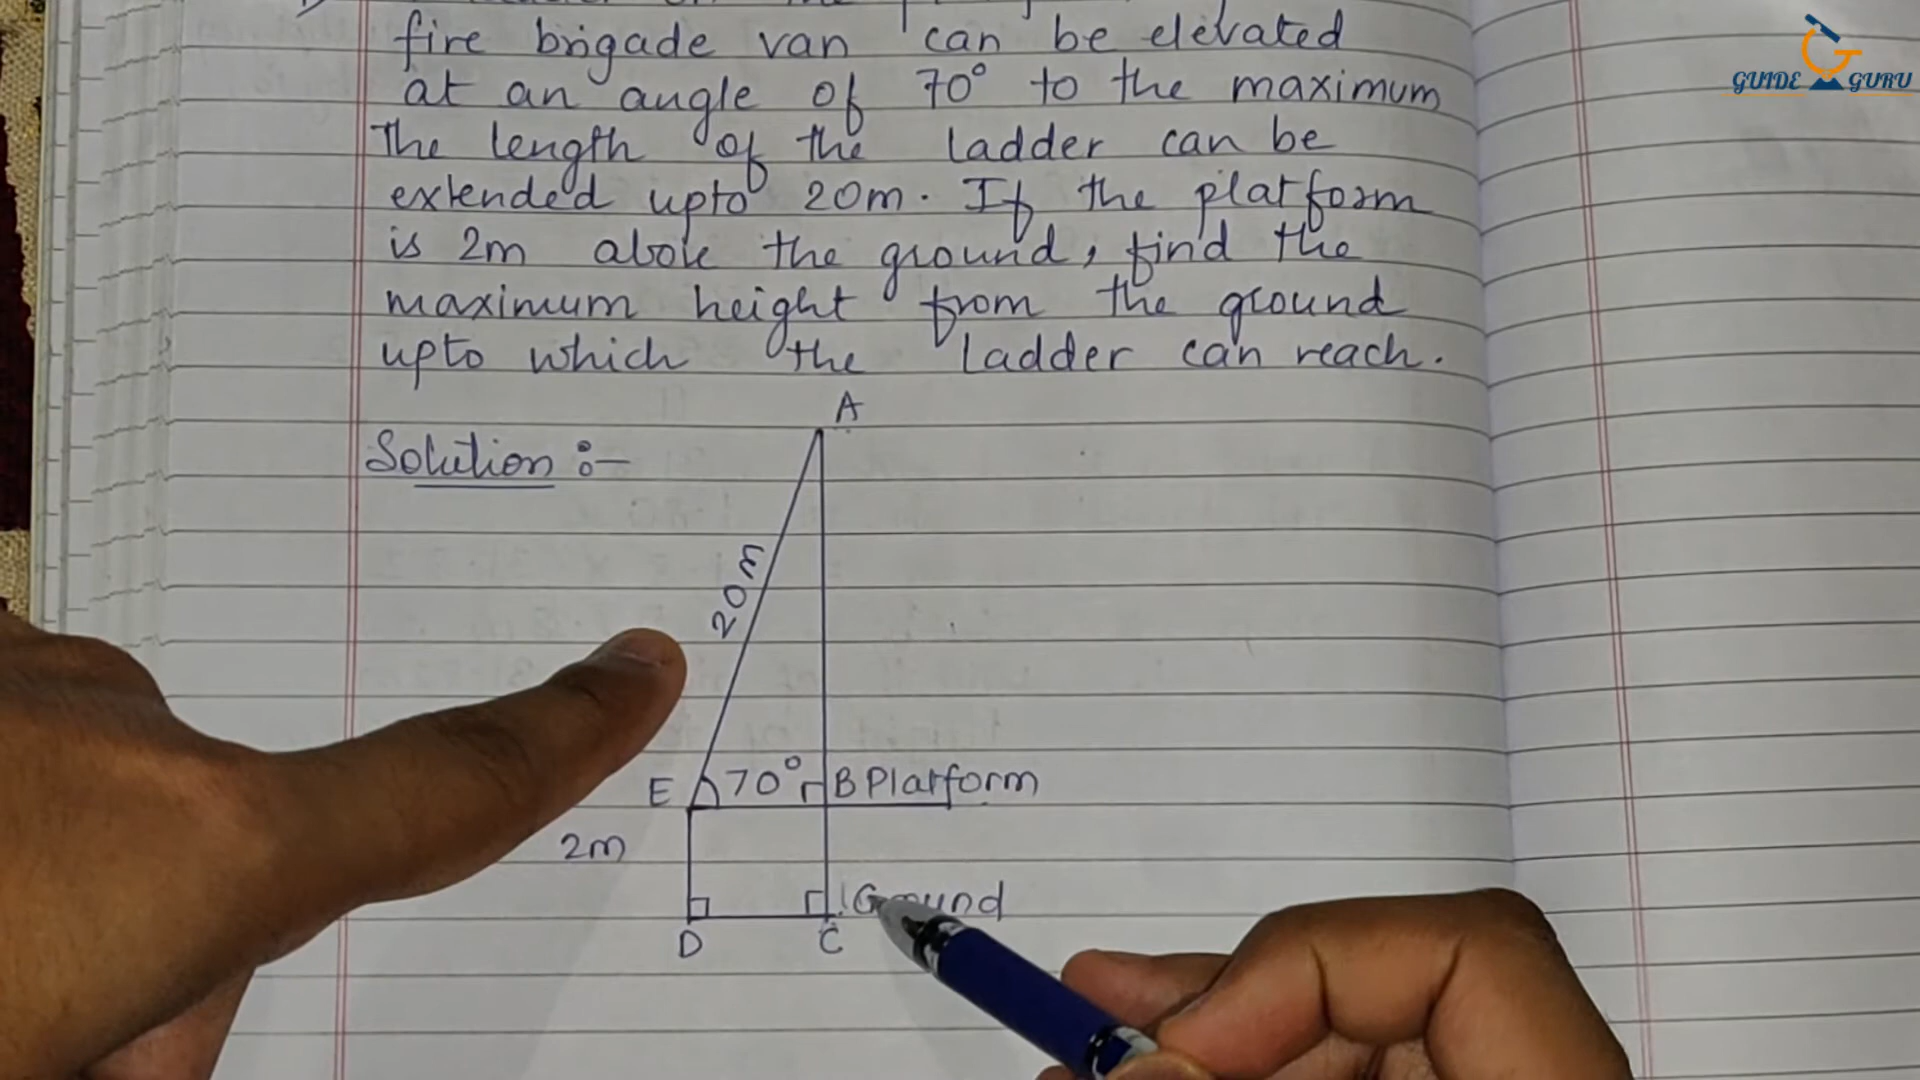 fire brigade van can be elevated
at an angle of 70° to the maximum
The length of the ladder can be
extended upto 20m. If the platform
is 2m above the ground, find the
maximum height from the ground
upto which the ladder can reach.
Solution :-
A
20m
E 70° B Platform
2m
Ground
D C
GUIDE GURU